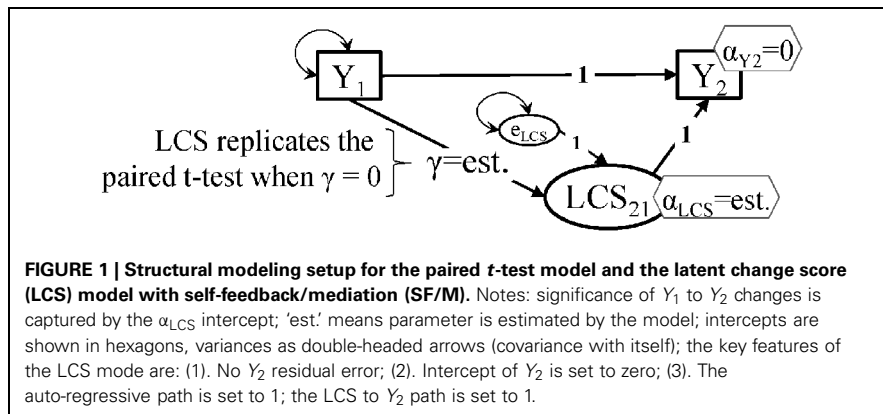 Y₁
1
Y₂
α_Y2=0
e_LCS
1
1
LCS replicates the
paired t-test when γ = 0
γ=est.
LCS₂₁
α_LCS=est.
FIGURE 1 | Structural modeling setup for the paired t-test model and the latent change score
(LCS) model with self-feedback/mediation (SF/M). Notes: significance of Y₁ to Y₂ changes is
captured by the α_LCS intercept; 'est.' means parameter is estimated by the model; intercepts are
shown in hexagons, variances as double-headed arrows (covariance with itself); the key features of
the LCS mode are: (1). No Y₂ residual error; (2). Intercept of Y₂ is set to zero; (3). The
auto-regressive path is set to 1; the LCS to Y₂ path is set to 1.